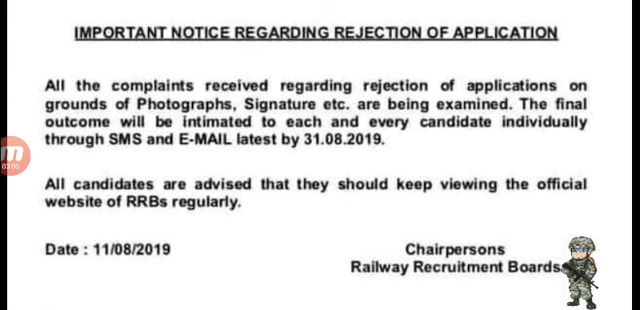 IMPORTANT NOTICE REGARDING REJECTION OF APPLICATION
All the complaints received regarding rejection of applications on
grounds of Photographs, Signature etc. are being examined. The final
outcome will be intimated to each and every candidate individually
through SMS and E-MAIL latest by 31.08.2019.
03:00
All candidates are advised that they should keep viewing the official
website of RRBs regularly.
Date : 11/08/2019
Chairpersons
Railway Recruitment Boards